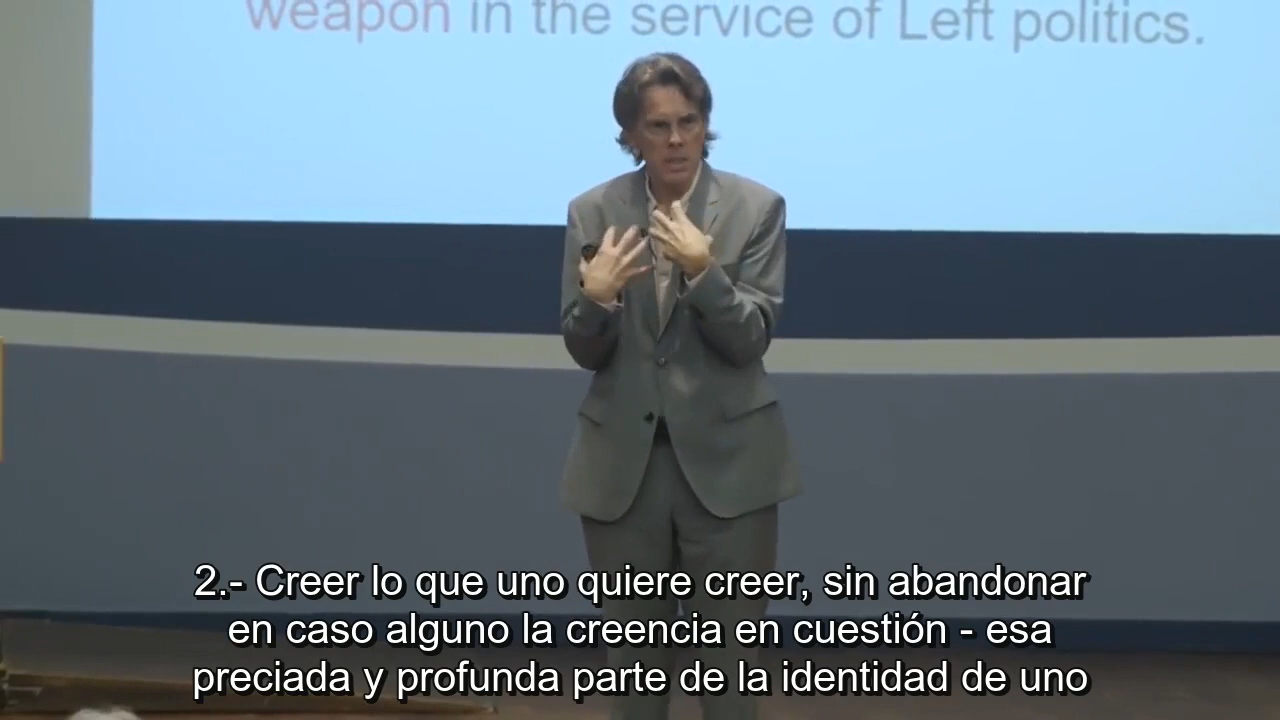 weapon in the service of Left politics.
2.- Creer lo que uno quiere creer, sin abandonar
en caso alguno la creencia en cuestión - esa
preciada y profunda parte de la identidad de uno